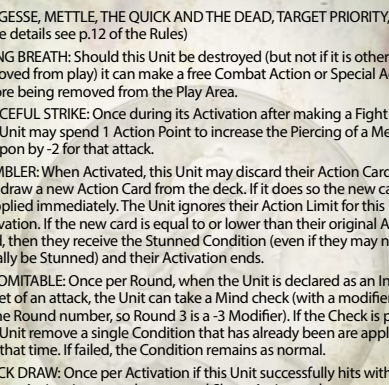 GESSE, METTLE, THE QUICK AND THE DEAD, TARGET PRIORITY,
e details see p.12 of the Rules)
NG BREATH: Should this Unit be destroyed (but not if it is other
oved from play) it can make a free Combat Action or Special A
re being removed from the Play Area.
CEFUL STRIKE: Once during its Activation after making a Fight
Unit may spend 1 Action Point to increase the Piercing of a Me
pon by -2 for that attack.
MBLER: When Activated, this Unit may discard their Action Card
draw a new Action Card from the deck. If it does so the new ca
pplied immediately. The Unit ignores their Action Limit for this
vation. If the new card is equal to or lower than their original A
d, then they receive the Stunned Condition (even if they may n
ally be Stunned) and their Activation ends.
OMITABLE: Once per Round, when the Unit is declared as an In
et of an attack, the Unit can take a Mind check (with a modifier
he Round number, so Round 3 is a -3 Modifier). If the Check is p
Unit remove a single Condition that has already been are applie
that time. If failed, the Condition remains as normal.
CK DRAW: Once per Activation if this Unit successfully hits with